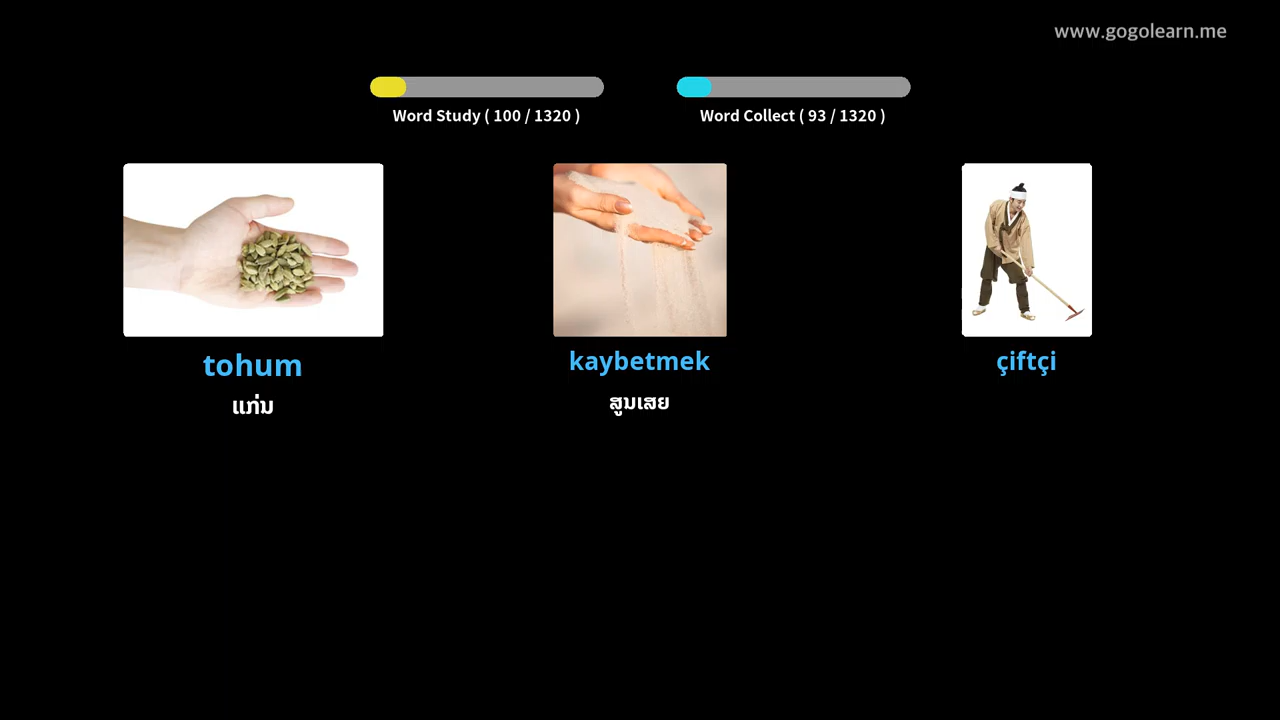 www.gogolearn.me
Word Study ( 100 / 1320 )
Word Collect ( 93 / 1320 )
tohum
kaybetmek
çiftçi
ແກ່ນ
ສູນເສຍ